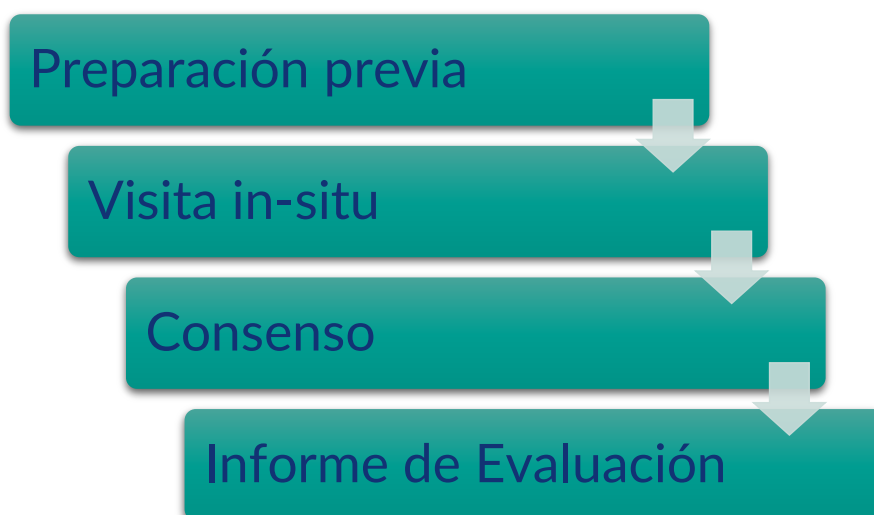 Preparación previa
Visita in-situ
Consenso
Informe de Evaluación